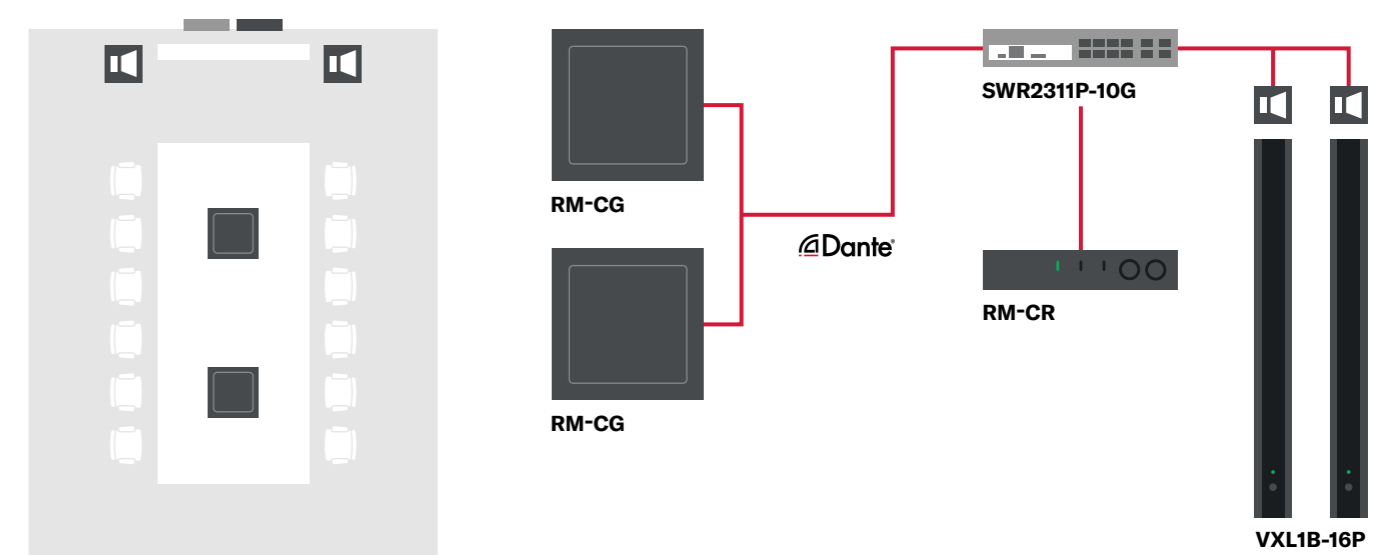 SWR2311P-10G
RM-CG
Dante®
RM-CR
RM-CG
VXL1B-16P